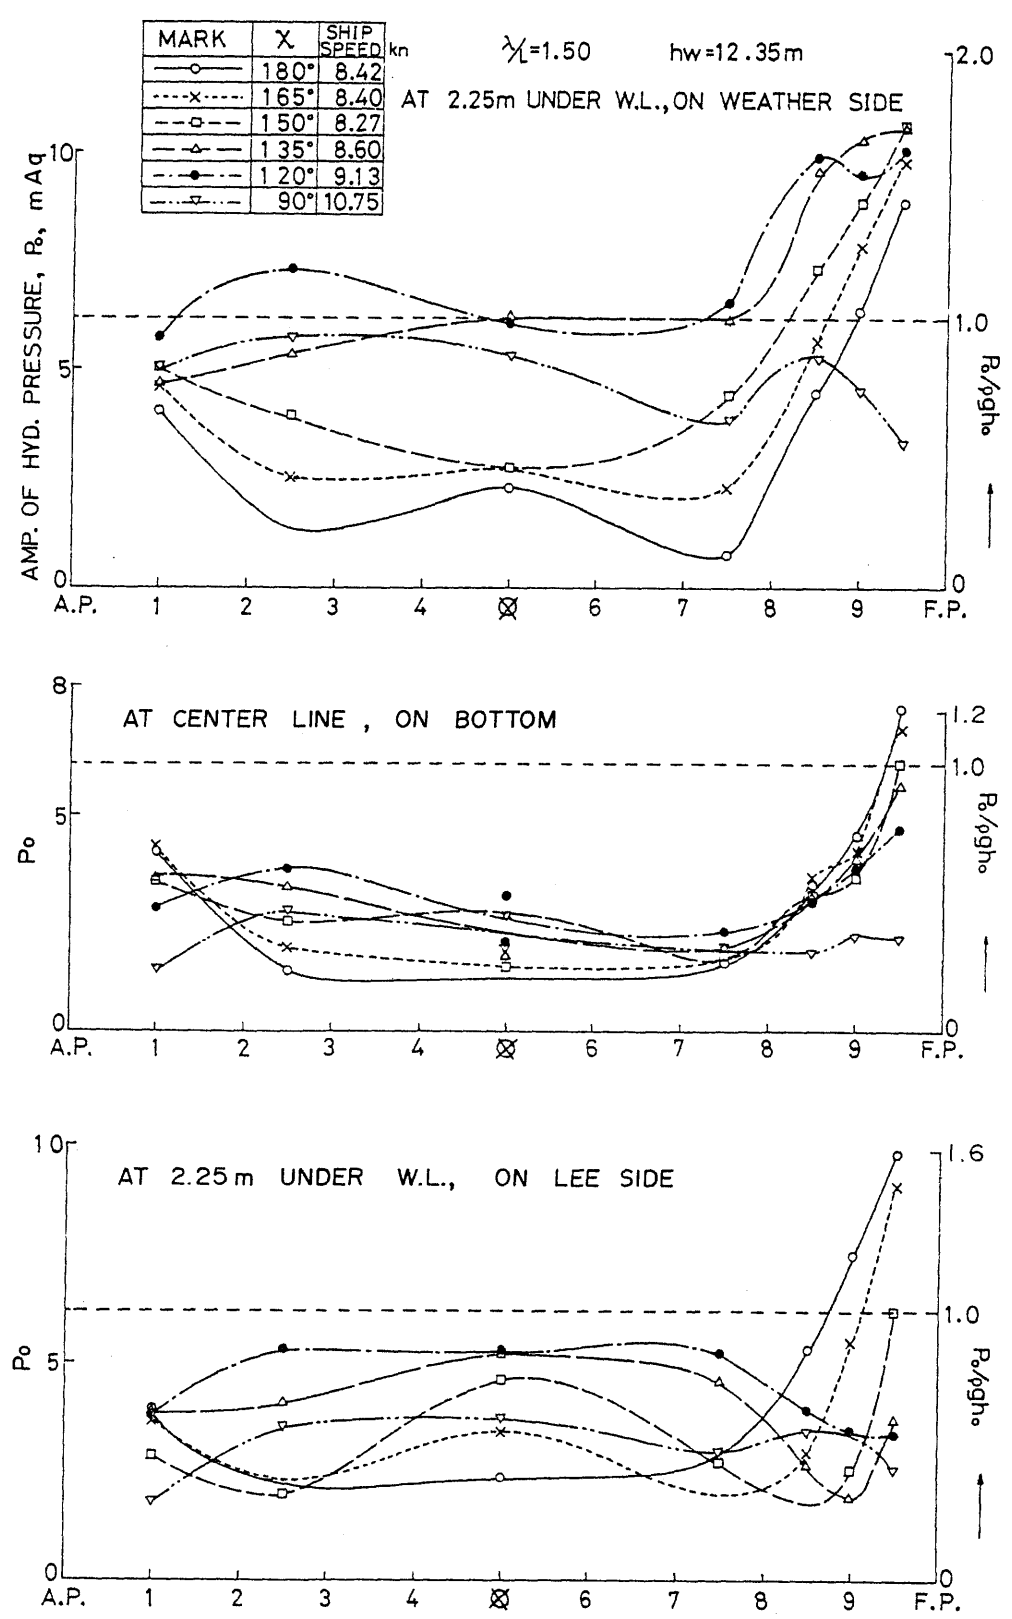 MARK χ SHIP SPEED kn
180° 8.42
165° 8.40
150° 8.27
135° 8.60
120° 9.13
90° 10.75
λ/L=1.50 hw=12.35m
AT 2.25m UNDER W.L., ON WEATHER SIDE
AMP. OF HYD. PRESSURE, Po, mAq
10
5
0
2.0
1.0
0
Po/ρgho
A.P. 1 2 3 4 6 7 8 9 F.P.
AT CENTER LINE , ON BOTTOM
Po
8
5
0
1.2
1.0
0
Po/ρgho
A.P. 1 2 3 4 6 7 8 9 F.P.
AT 2.25m UNDER W.L., ON LEE SIDE
Po
10
5
0
1.6
1.0
0
Po/ρgho
A.P. 1 2 3 4 6 7 8 9 F.P.